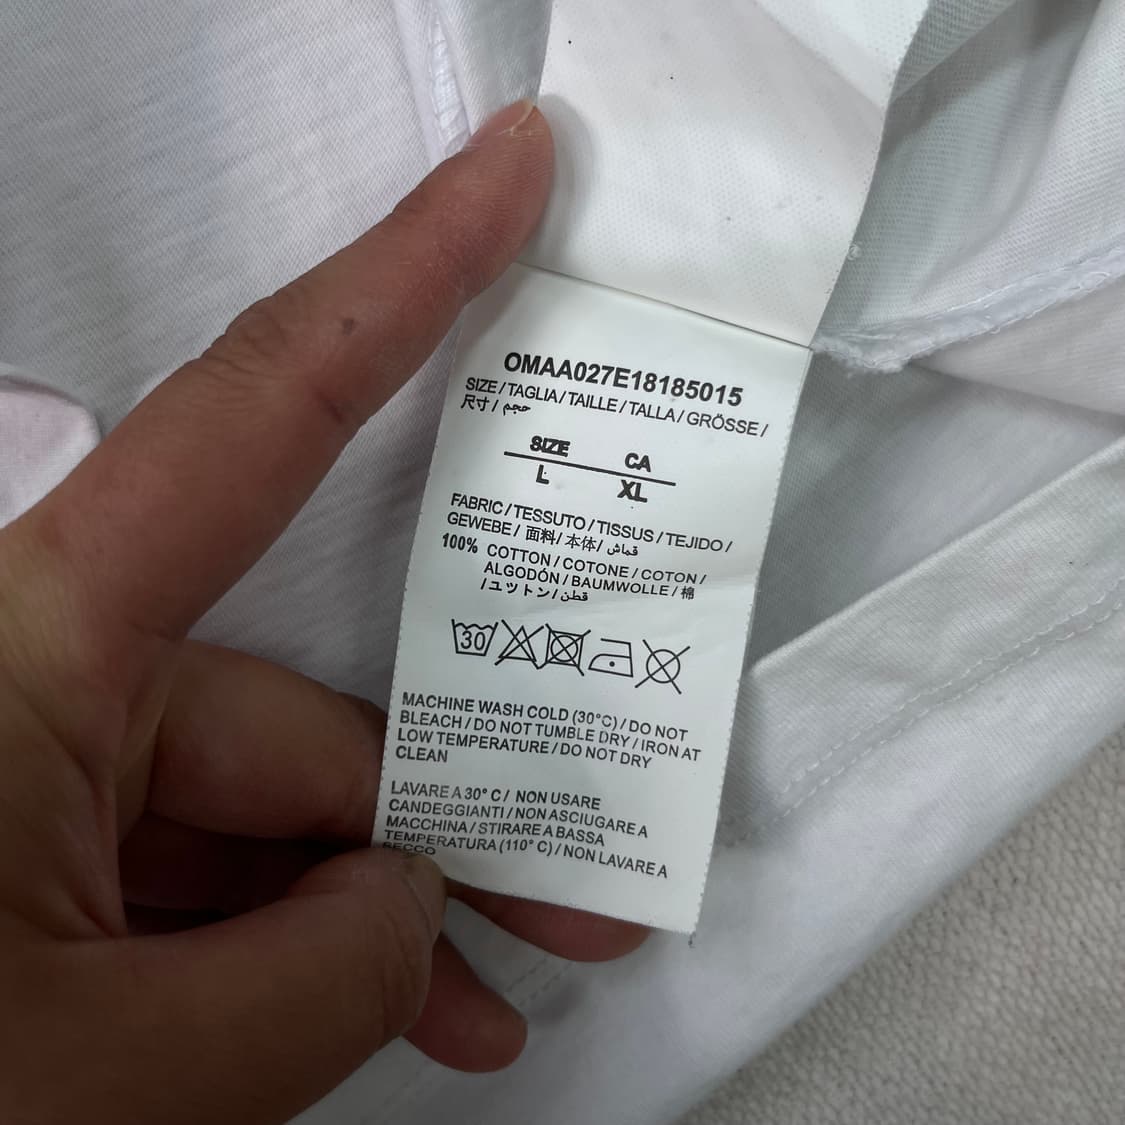 OMAA027E18185015
SIZE / TAGLIA / TAILLE / TALLA / GRÖSSE /
尺寸 / حجم
SIZE CA
L XL
FABRIC / TESSUTO / TISSUS / TEJIDO /
GEWEBE / 面料 / 本体 / قماش
100% COTTON / COTONE / COTON /
ALGODÓN / BAUMWOLLE / 棉
/ ユツトン / قطن
30
MACHINE WASH COLD (30°C) / DO NOT
BLEACH / DO NOT TUMBLE DRY / IRON AT
LOW TEMPERATURE / DO NOT DRY
CLEAN
LAVARE A 30° C / NON USARE
CANDEGGIANTI / NON ASCIUGARE A
MACCHINA / STIRARE A BASSA
TEMPERATURA (110° C) / NON LAVARE A
SECCO